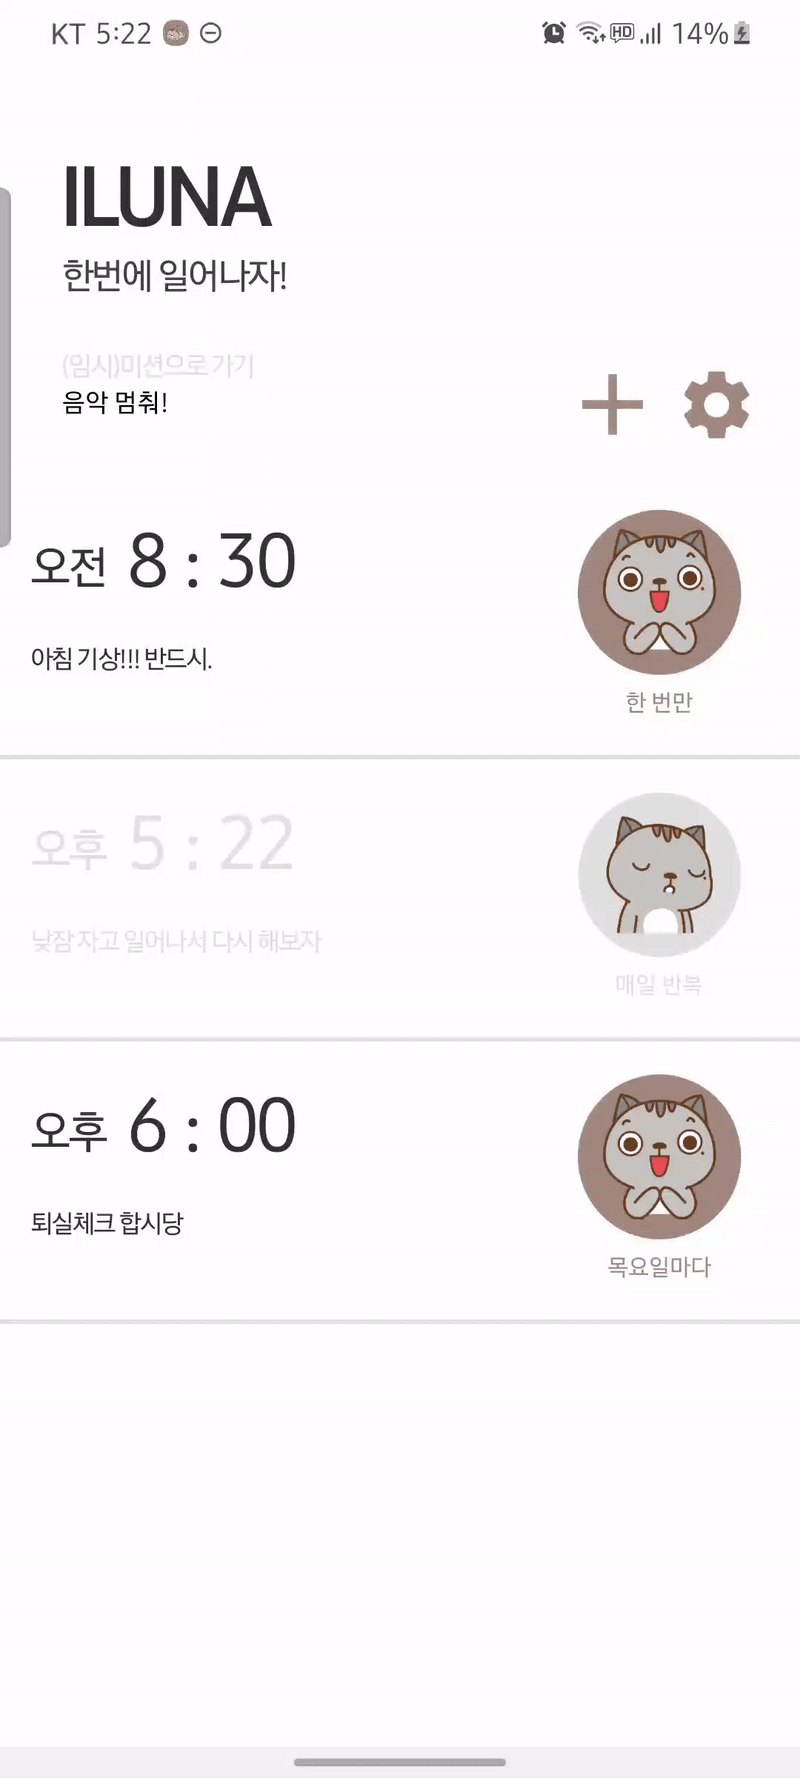 KT 5:22 HD 14%
ILUNA
한번에 일어나자!
(임시)미션으로 가기
음악 멈춰!
오전 8 : 30
아침 기상!!! 반드시.
한 번만
오후 5 : 22
낮잠 자고 일어나서 다시 해보자
매일 반복
오후 6 : 00
퇴실체크 합시당
목요일마다